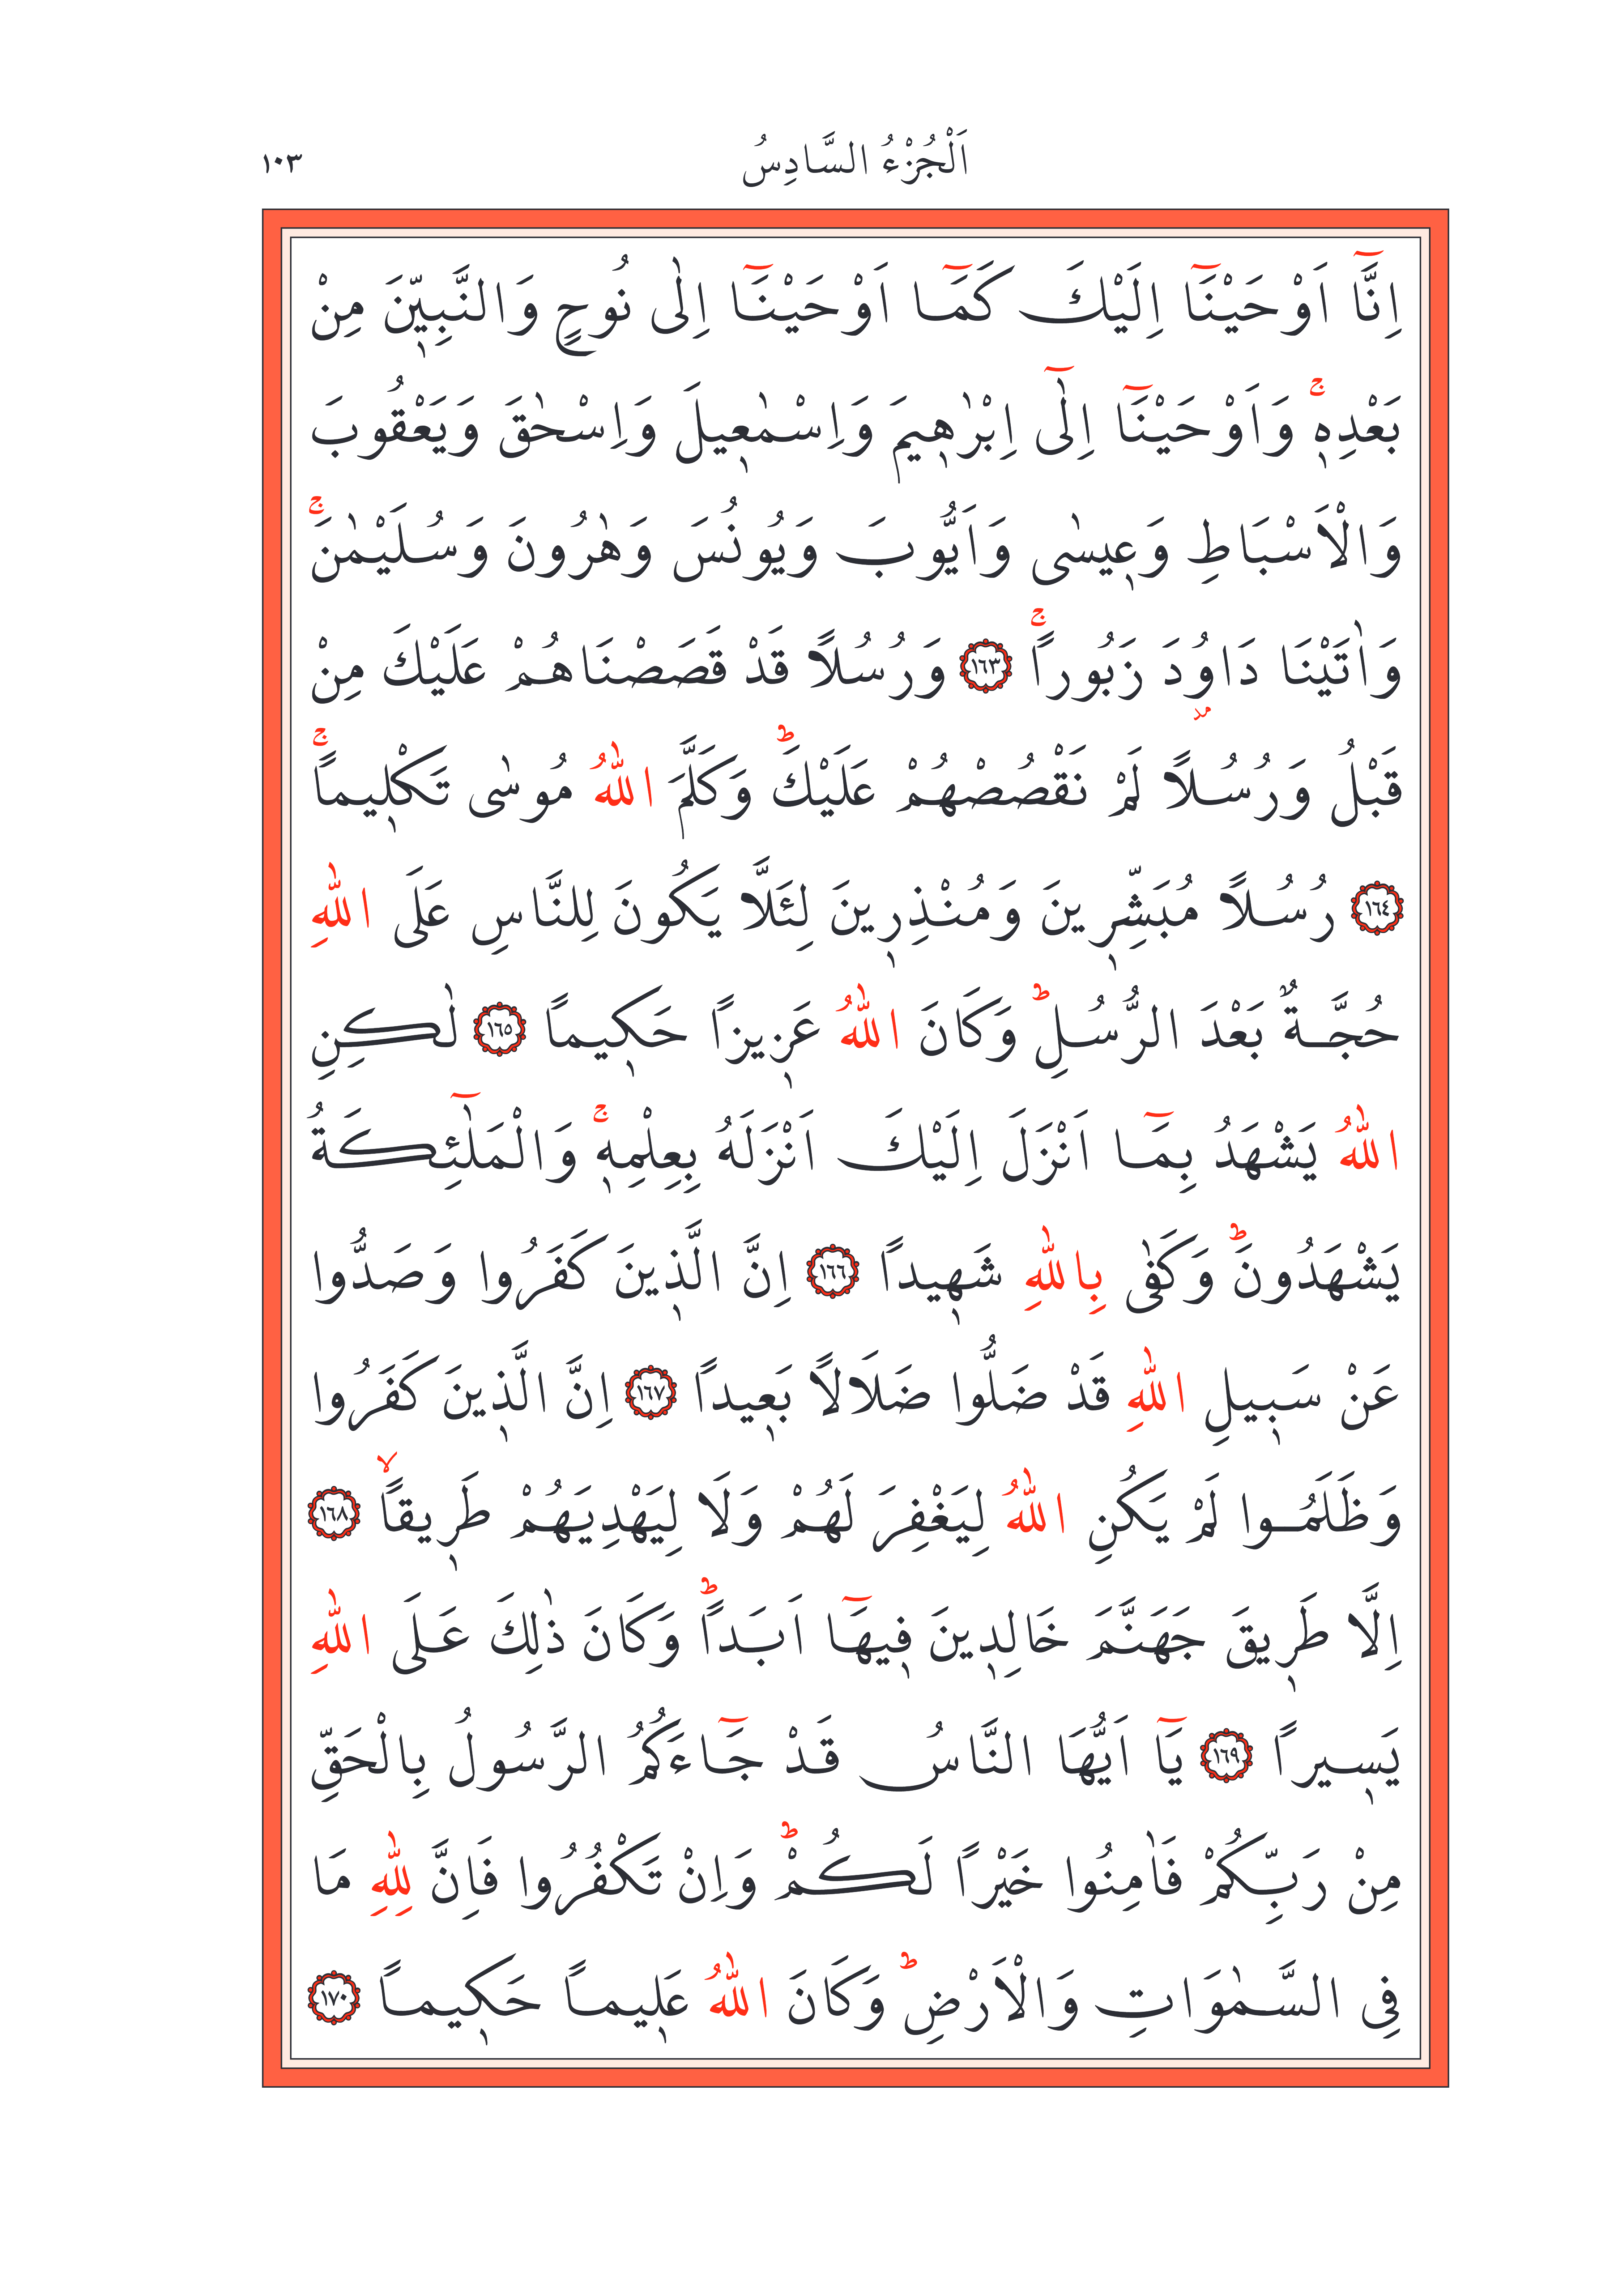 اَلْجُزْءُ السَّادِسُ ١٠٣
اِنَّٓا اَوْحَيْنَٓا اِلَيْكَ كَمَٓا اَوْحَيْنَٓا اِلٰى نُوحٍ وَالنَّبِيّ۪نَ مِنْ
بَعْدِه۪ۚ وَاَوْحَيْنَٓا اِلٰٓى اِبْرٰه۪يمَ وَاِسْمٰع۪يلَ وَاِسْحٰقَ وَيَعْقُوبَ
وَالْاَسْبَاطِ وَع۪يسٰى وَاَيُّوبَ وَيُونُسَ وَهٰرُونَ وَسُلَيْمٰنَۚ
وَاٰتَيْنَا دَاوُ۫دَ زَبُوراًۚ ﴿١٦٣﴾ وَرُسُلاً قَدْ قَصَصْنَاهُمْ عَلَيْكَ مِنْ
قَبْلُ وَرُسُلاً لَمْ نَقْصُصْهُمْ عَلَيْكَۜ وَكَلَّمَ اللّٰهُ مُوسٰى تَكْل۪يماًۚ
﴿١٦٤﴾ رُسُلاً مُبَشِّر۪ينَ وَمُنْذِر۪ينَ لِئَلَّا يَكُونَ لِلنَّاسِ عَلَى اللّٰهِ
حُجَّةٌ بَعْدَ الرُّسُلِۜ وَكَانَ اللّٰهُ عَز۪يزاً حَك۪يماً ﴿١٦٥﴾ لٰكِنِ
اللّٰهُ يَشْهَدُ بِمَٓا اَنْزَلَ اِلَيْكَ اَنْزَلَهُ بِعِلْمِه۪ۚ وَالْمَلٰٓئِكَةُ
يَشْهَدُونَۜ وَكَفٰى بِاللّٰهِ شَه۪يداً ﴿١٦٦﴾ اِنَّ الَّذ۪ينَ كَفَرُوا وَصَدُّوا
عَنْ سَب۪يلِ اللّٰهِ قَدْ ضَلُّوا ضَلَالاً بَع۪يداً ﴿١٦٧﴾ اِنَّ الَّذ۪ينَ كَفَرُوا
وَظَلَمُوا لَمْ يَكُنِ اللّٰهُ لِيَغْفِرَ لَهُمْ وَلَا لِيَهْدِيَهُمْ طَر۪يقاًۙ ﴿١٦٨﴾
اِلَّا طَر۪يقَ جَهَنَّمَ خَالِد۪ينَ ف۪يهَٓا اَبَداًۜ وَكَانَ ذٰلِكَ عَلَى اللّٰهِ
يَس۪يراً ﴿١٦٩﴾ يَٓا اَيُّهَا النَّاسُ قَدْ جَٓاءَكُمُ الرَّسُولُ بِالْحَقِّ
مِنْ رَبِّكُمْ فَاٰمِنُوا خَيْراً لَكُمْۜ وَاِنْ تَكْفُرُوا فَاِنَّ لِلّٰهِ مَا
فِى السَّمٰوَاتِ وَالْاَرْضِۜ وَكَانَ اللّٰهُ عَل۪يماً حَك۪يماً ﴿١٧٠﴾